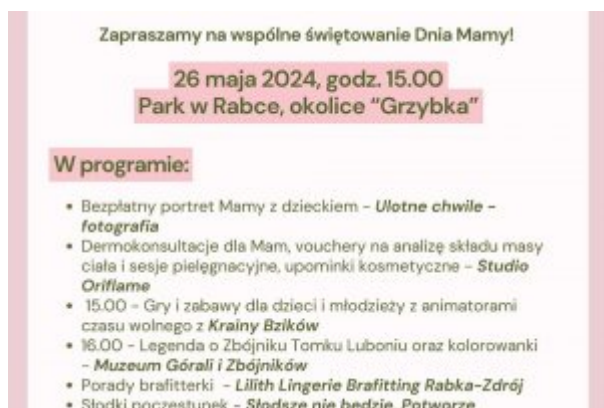 Zapraszamy na wspólne świętowanie Dnia Mamy!
26 maja 2024, godz. 15.00
Park w Rabce, okolice "Grzybka"
W programie:
• Bezpłatny portret Mamy z dzieckiem - Ulotne chwile -
fotografia
• Dermokonsultacje dla Mam, vouchery na analizę składu masy
ciała i sesje pielęgnacyjne, upominki kosmetyczne - Studio
Oriflame
• 15.00 - Gry i zabawy dla dzieci i młodzieży z animatorami
czasu wolnego z Krainy Bzików
• 16.00 - Legenda o Zbójniku Tomku Luboniu oraz kolorowanki
- Muzeum Górali i Zbójników
• Porady brafitterki - Lilith Lingerie Brafitting Rabka-Zdrój
• Słodki poczestunek - Słodsze nie będzie, Potworze